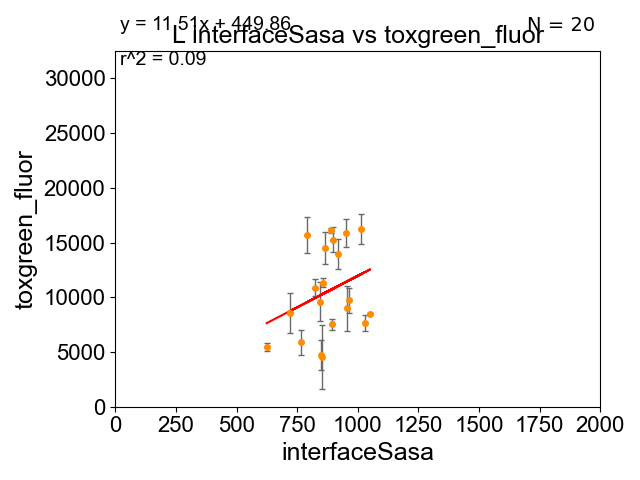 y = 11.51x + 449.86
N = 20
L interfaceSasa vs toxgreen_fluor
r^2 = 0.09
30000
25000
20000
15000
10000
5000
0
toxgreen_fluor
0 250 500 750 1000 1250 1500 1750 2000
interfaceSasa